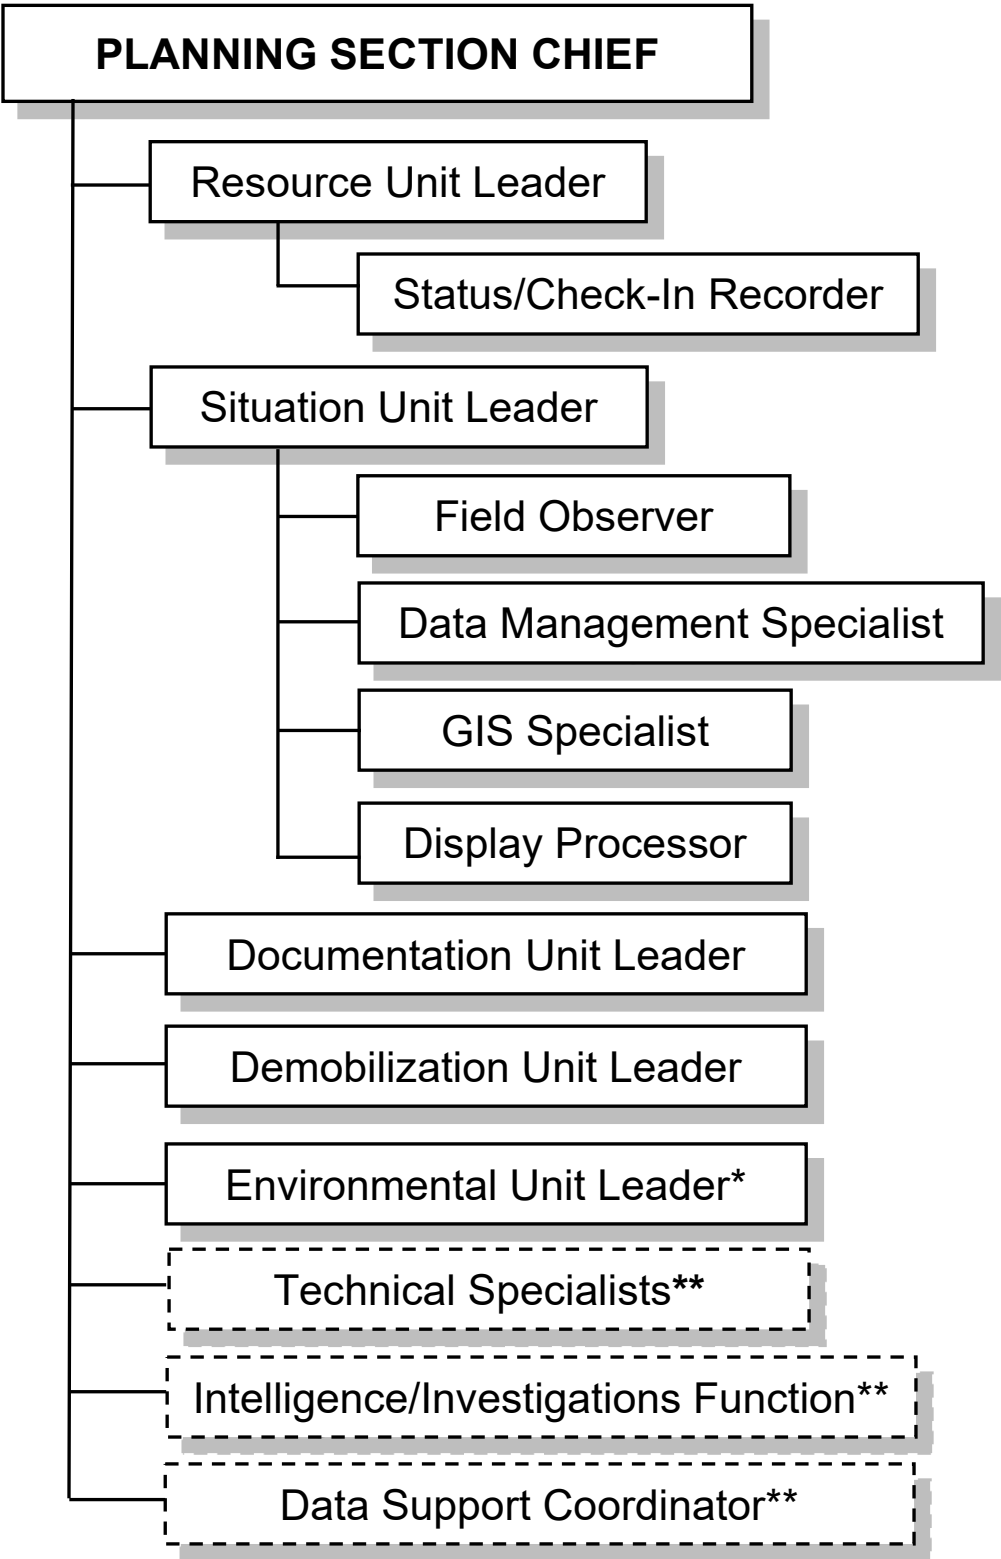 PLANNING SECTION CHIEF
Resource Unit Leader
Status/Check-In Recorder
Situation Unit Leader
Field Observer
Data Management Specialist
GIS Specialist
Display Processor
Documentation Unit Leader
Demobilization Unit Leader
Environmental Unit Leader*
Technical Specialists**
Intelligence/Investigations Function**
Data Support Coordinator**